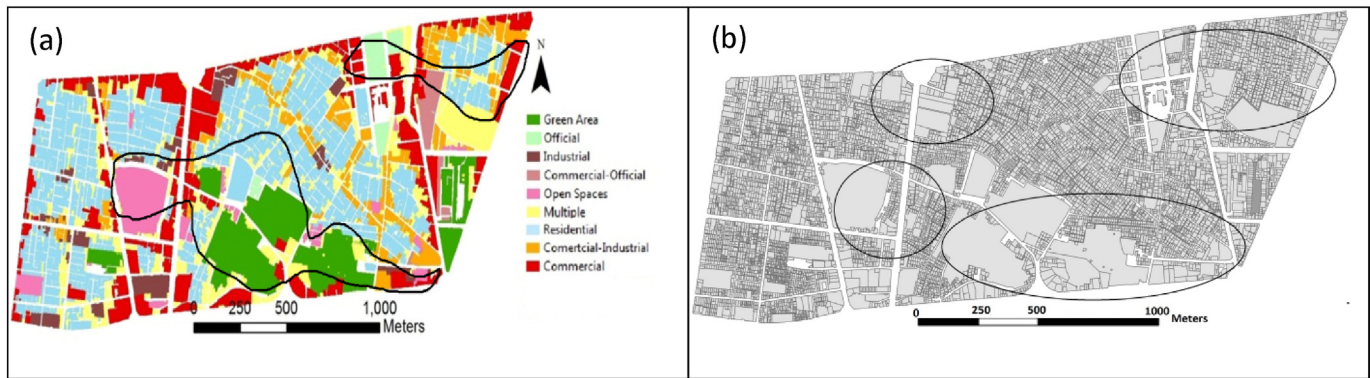 (a)
N
Green Area
Official
Industrial
Commercial-Official
Open Spaces
Multiple
Residential
Comertcial-Industrial
Commercial
0 250 500 1,000
Meters
(b)
0 250 500 1000
Meters